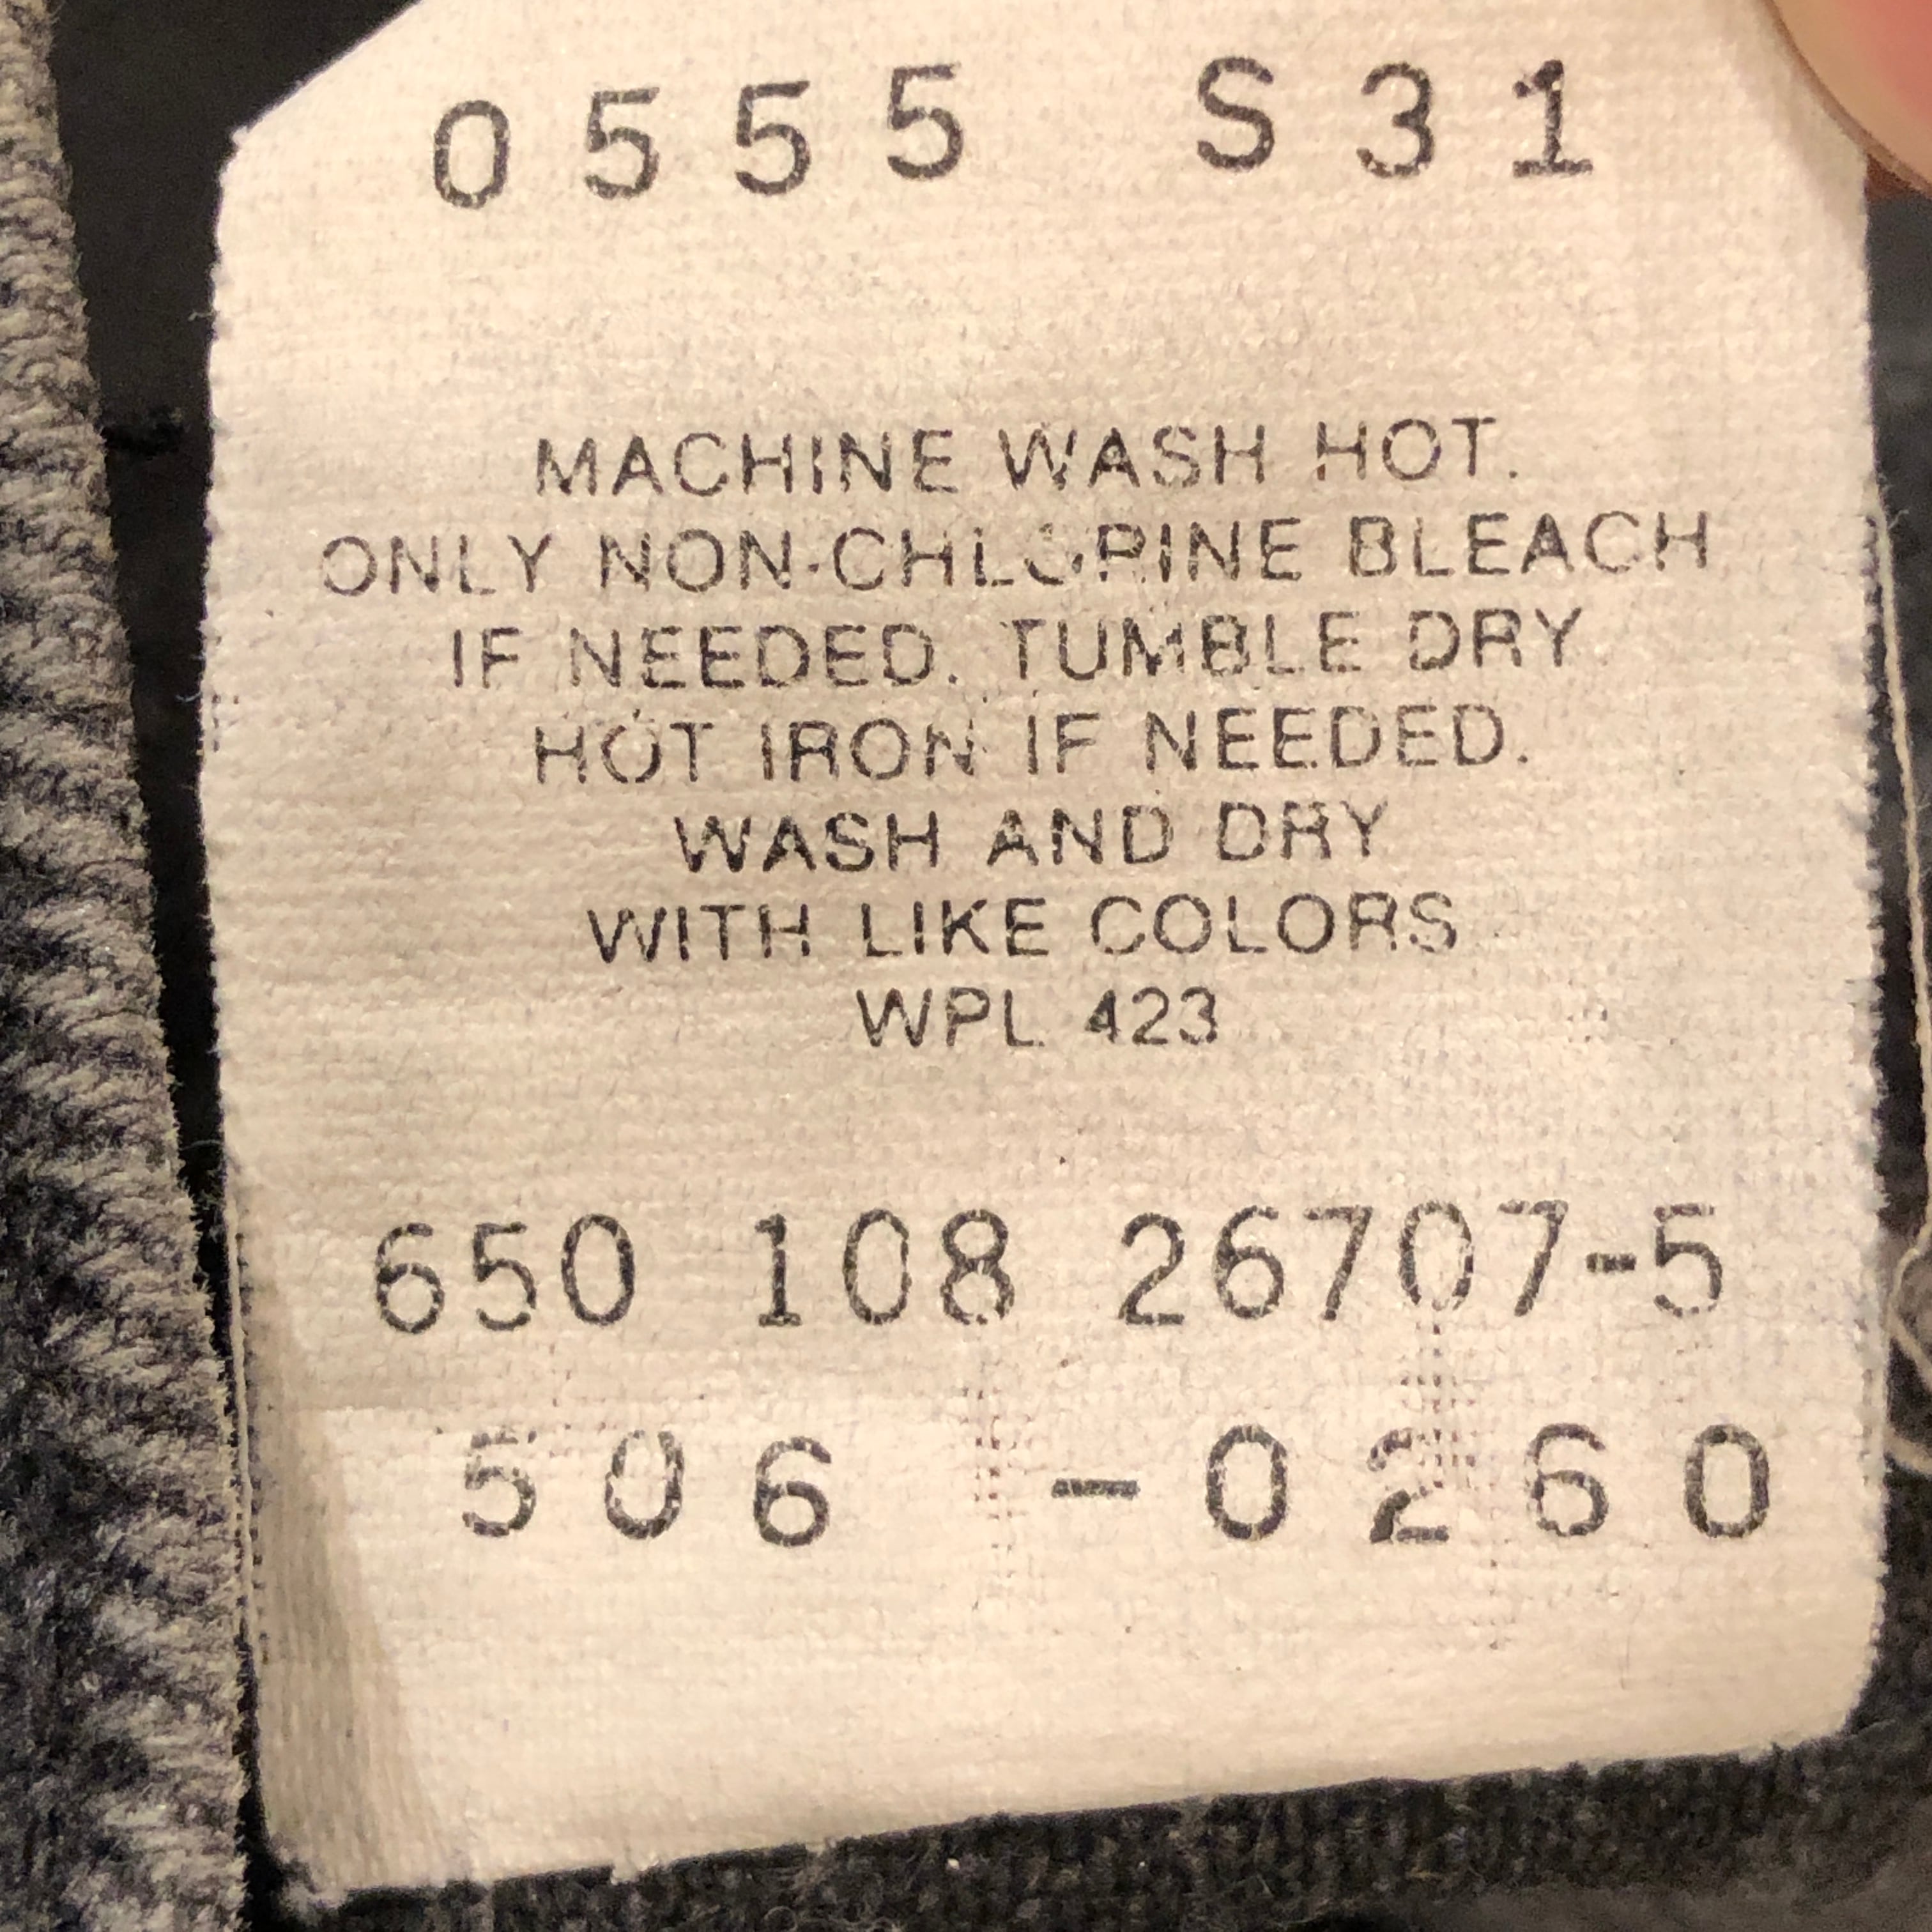 0555 S31
MACHINE WASH HOT.
ONLY NON-CHLORINE BLEACH
IF NEEDED. TUMBLE DRY
HOT IRON IF NEEDED.
WASH AND DRY
WITH LIKE COLORS
WPL 423
650 108 26707-5
506 -0260